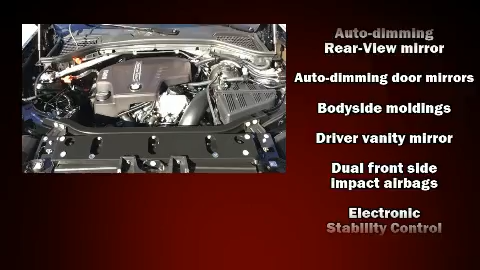 Auto-dimming
Rear-View mirror
Auto-dimming door mirrors
Bodyside moldings
Driver vanity mirror
Dual front side
impact airbags
Electronic
Stability Control